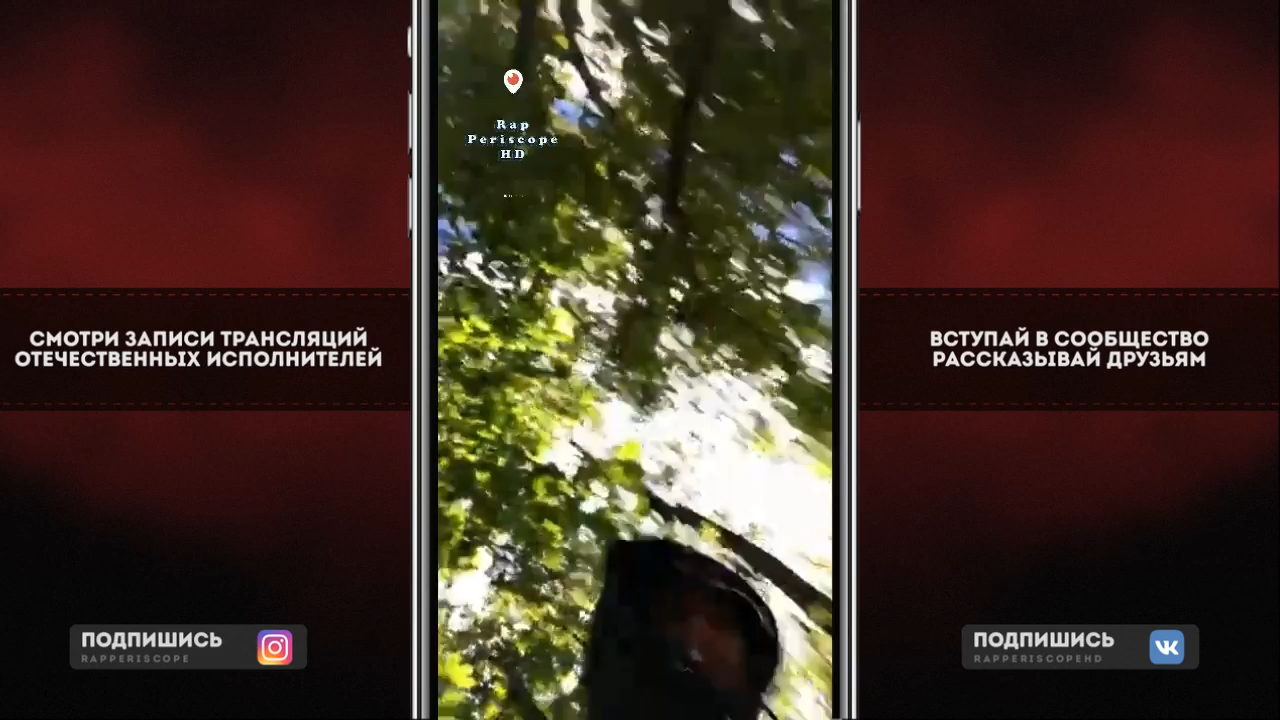 Rap
Periscope
HD
СМОТРИ ЗАПИСИ ТРАНСЛЯЦИЙ
ОТЕЧЕСТВЕННЫХ ИСПОЛНИТЕЛЕЙ
ВСТУПАЙ В СООБЩЕСТВО
РАССКАЗЫВАЙ ДРУЗЬЯМ
ПОДПИШИСЬ
RAPPERISCOPE
ПОДПИШИСЬ
RAPPERISCOPEHD